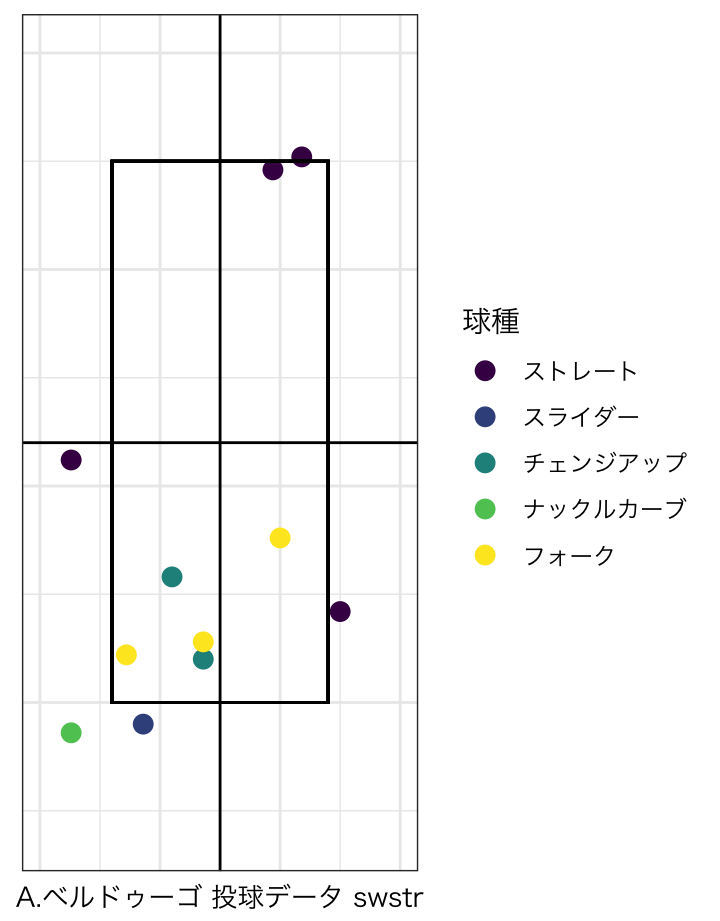 球種
ストレート
スライダー
チェンジアップ
ナックルカーブ
フォーク
A.ベルドゥーゴ 投球データ swstr